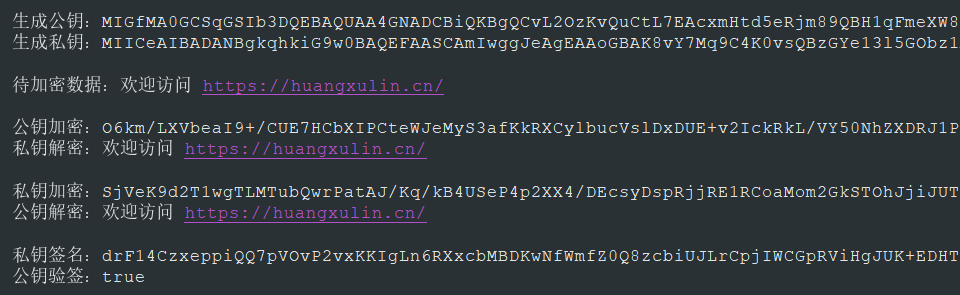 生成公钥：MIGfMA0GCSqGSIb3DQEBAQUAA4GNADCBiQKBgQCvL2OzKvQuCtL7EAcxmHtd5eRjm89QBH1qFmeXW8
生成私钥：MIICeAIBADANBgkqhkiG9w0BAQEFAASCAmIwggJeAgEAAoGBAK8vY7Mq9C4K0vsQBzGYe13l5GObz1
待加密数据：欢迎访问 https://huangxulin.cn/
公钥加密：O6km/LXVbeaI9+/CUE7HCbXIPCteWJeMyS3afKkRXCylbucVslDxDUE+v2IckRkL/VY50NhZXDRJ1P
私钥解密：欢迎访问 https://huangxulin.cn/
私钥加密：SjVeK9d2T1wgTLMTubQwrPatAJ/Kq/kB4USeP4p2XX4/DEcsyDspRjjRE1RCoaMom2GkSTOhJjiJUT
公钥解密：欢迎访问 https://huangxulin.cn/
私钥签名：drF14CzxeppiQQ7pVOvP2vxKKIgLn6RXxcbMBDKwNfWmfZ0Q8zcbiUJLrCpjIWCGpRViHgJUK+EDHT
公钥验签：true